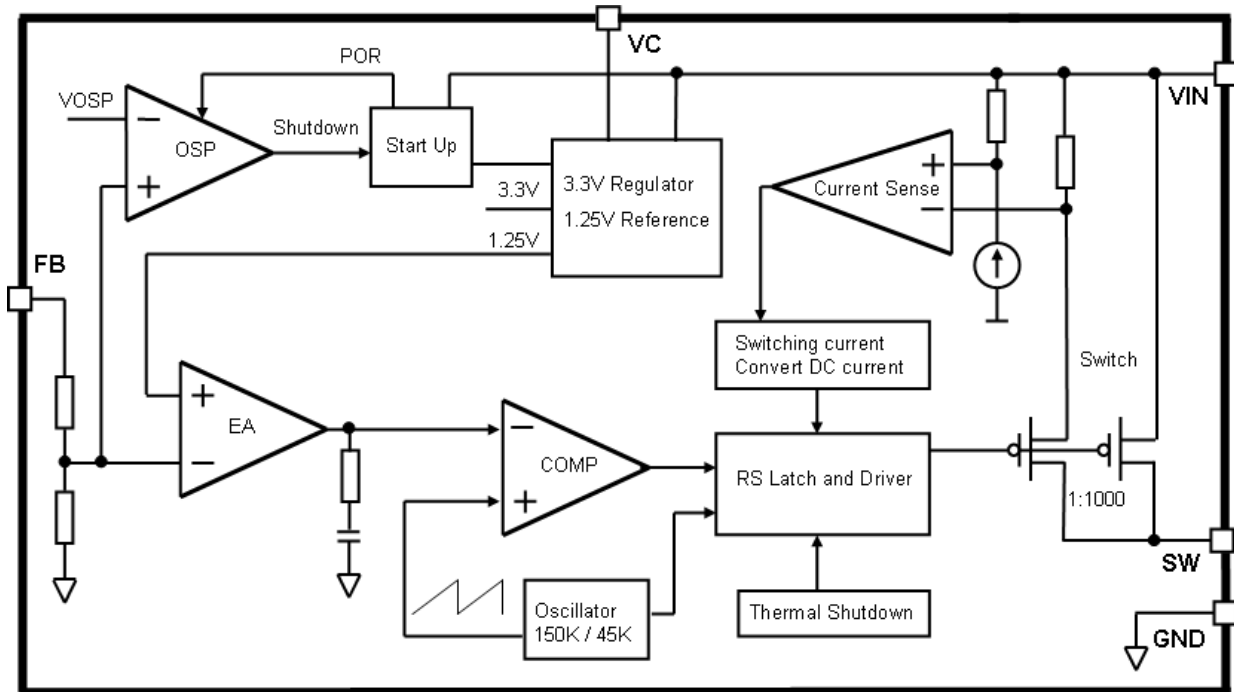 VC
POR
VIN
VOSP
−
OSP
+
Shutdown
Start Up
3.3V
3.3V Regulator
1.25V Reference
1.25V
+
Current Sense
−
FB
Switching current
Convert DC current
Switch
+
EA
−
−
COMP
+
RS Latch and Driver
1:1000
SW
Oscillator
150K / 45K
Thermal Shutdown
GND